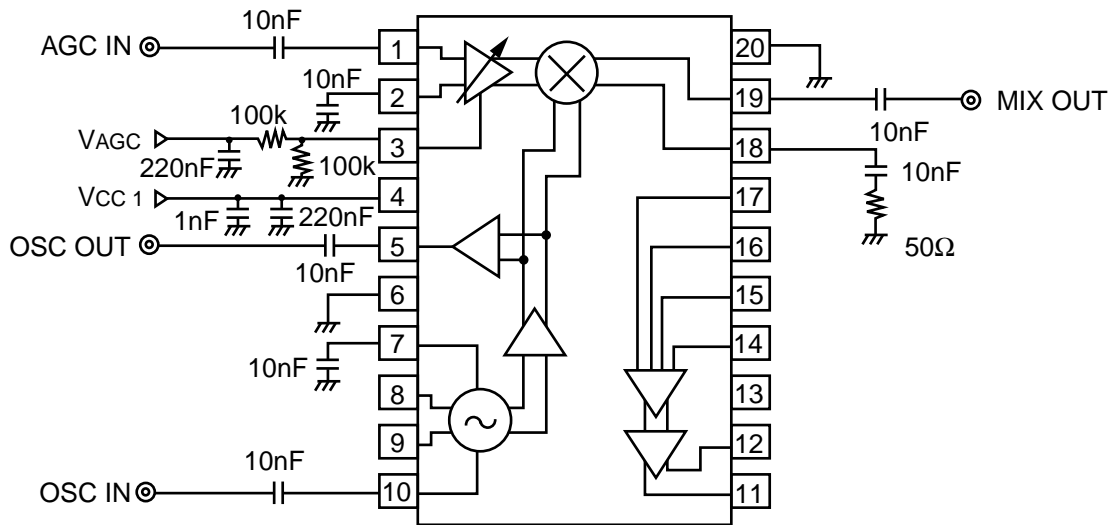 10nF
AGC IN
1
20
10nF
2
19
MIX OUT
100k
10nF
VAGC
3
18
220nF
100k
10nF
VCC 1
4
17
1nF
220nF
OSC OUT
5
16
50Ω
10nF
6
15
7
14
10nF
8
13
9
12
10nF
OSC IN
10
11